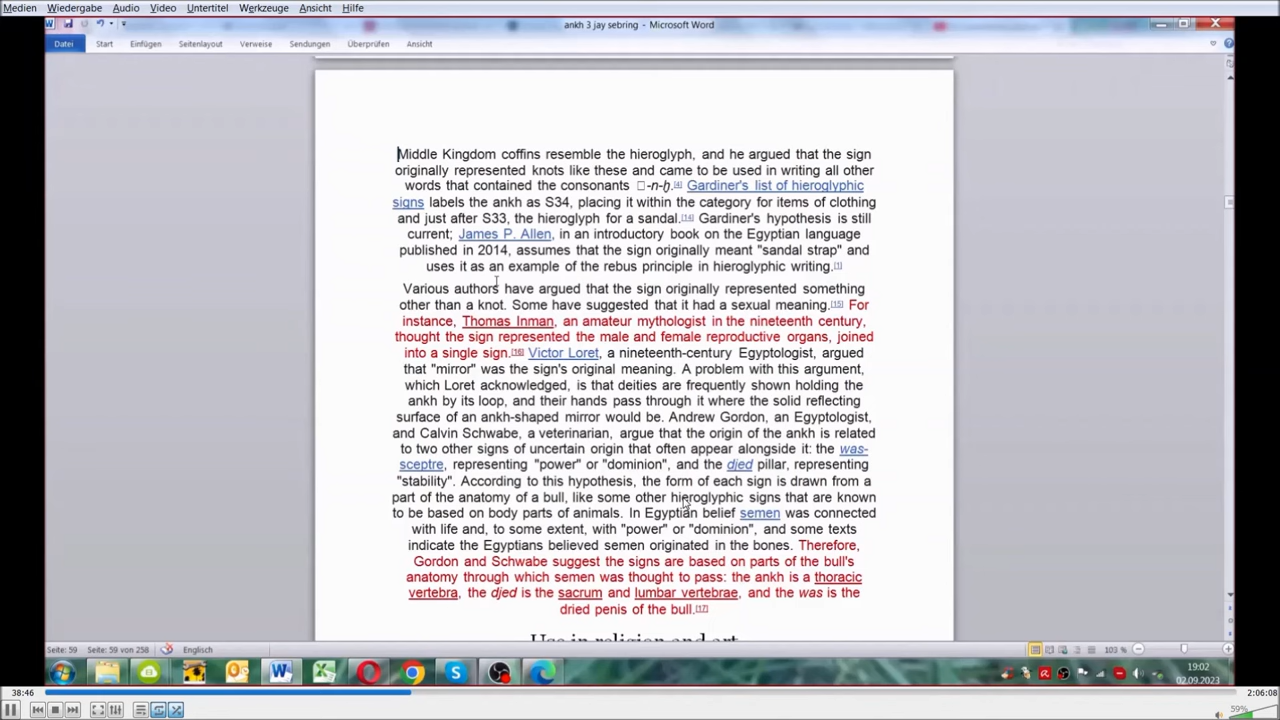 Medien Wiedergabe Audio Video Werkzeuge Ansicht Hilfe
ankh 3 jay sebring - Microsoft Word
Datei Start Einfügen Seitenlayout Verweise Sendungen Überprüfen Ansicht
Middle Kingdom coffins resemble the hieroglyph, and he argued that the sign
originally represented knots like these and came to be used in writing all other
words that contained the consonants □-n-ḫ.[4] Gardiner's list of hieroglyphic
signs labels the ankh as S34, placing it within the category for items of clothing
and just after S33, the hieroglyph for a sandal.[14] Gardiner's hypothesis is still
current; James P. Allen, in an introductory book on the Egyptian language
published in 2014, assumes that the sign originally meant "sandal strap" and
uses it as an example of the rebus principle in hieroglyphic writing.[1]
Various authors have argued that the sign originally represented something
other than a knot. Some have suggested that it had a sexual meaning.[15] For
instance, Thomas Inman, an amateur mythologist in the nineteenth century,
thought the sign represented the male and female reproductive organs, joined
into a single sign.[16] Victor Loret, a nineteenth-century Egyptologist, argued
that "mirror" was the sign's original meaning. A problem with this argument,
which Loret acknowledged, is that deities are frequently shown holding the
ankh by its loop, and their hands pass through it where the solid reflecting
surface of an ankh-shaped mirror would be. Andrew Gordon, an Egyptologist,
and Calvin Schwabe, a veterinarian, argue that the origin of the ankh is related
to two other signs of uncertain origin that often appear alongside it: the was-
sceptre, representing "power" or "dominion", and the djed pillar, representing
"stability". According to this hypothesis, the form of each sign is drawn from a
part of the anatomy of a bull, like some other hieroglyphic signs that are known
to be based on body parts of animals. In Egyptian belief semen was connected
with life and, to some extent, with "power" or "dominion", and some texts
indicate the Egyptians believed semen originated in the bones. Therefore,
Gordon and Schwabe suggest the signs are based on parts of the bull's
anatomy through which semen was thought to pass: the ankh is a thoracic
vertebra, the djed is the sacrum and lumbar vertebrae, and the was is the
dried penis of the bull.[17]
Use in religion and art
Seite: 59 Seite: 59 von 258 Englisch 103 %
19:02
02.09.2023
38:46 2:06:08
59%